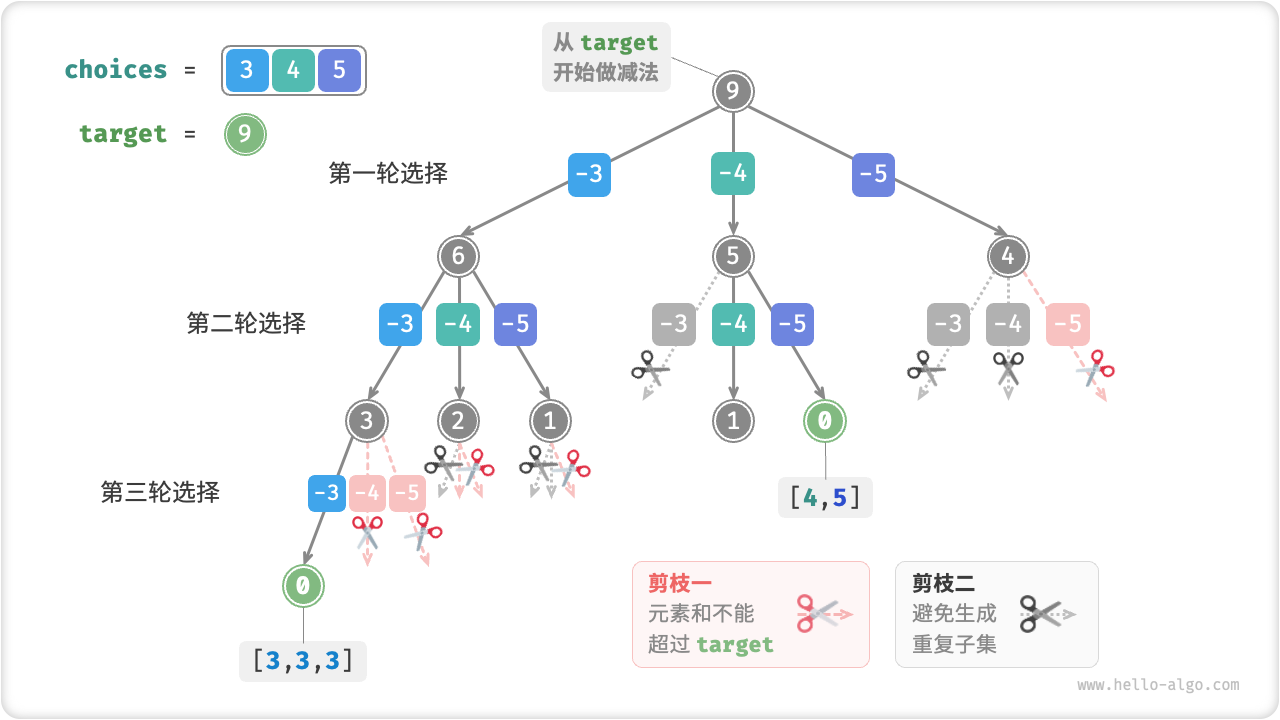 choices = 3 4 5
target = 9
从 target
开始做减法
9
第一轮选择
-3 -4 -5
6 5 4
第二轮选择
-3 -4 -5 -3 -4 -5 -3 -4 -5
3 2 1 1 0
第三轮选择
-3 -4 -5
[4,5]
0
[3,3,3]
剪枝一
元素和不能
超过 target
剪枝二
避免生成
重复子集
www.hello-algo.com